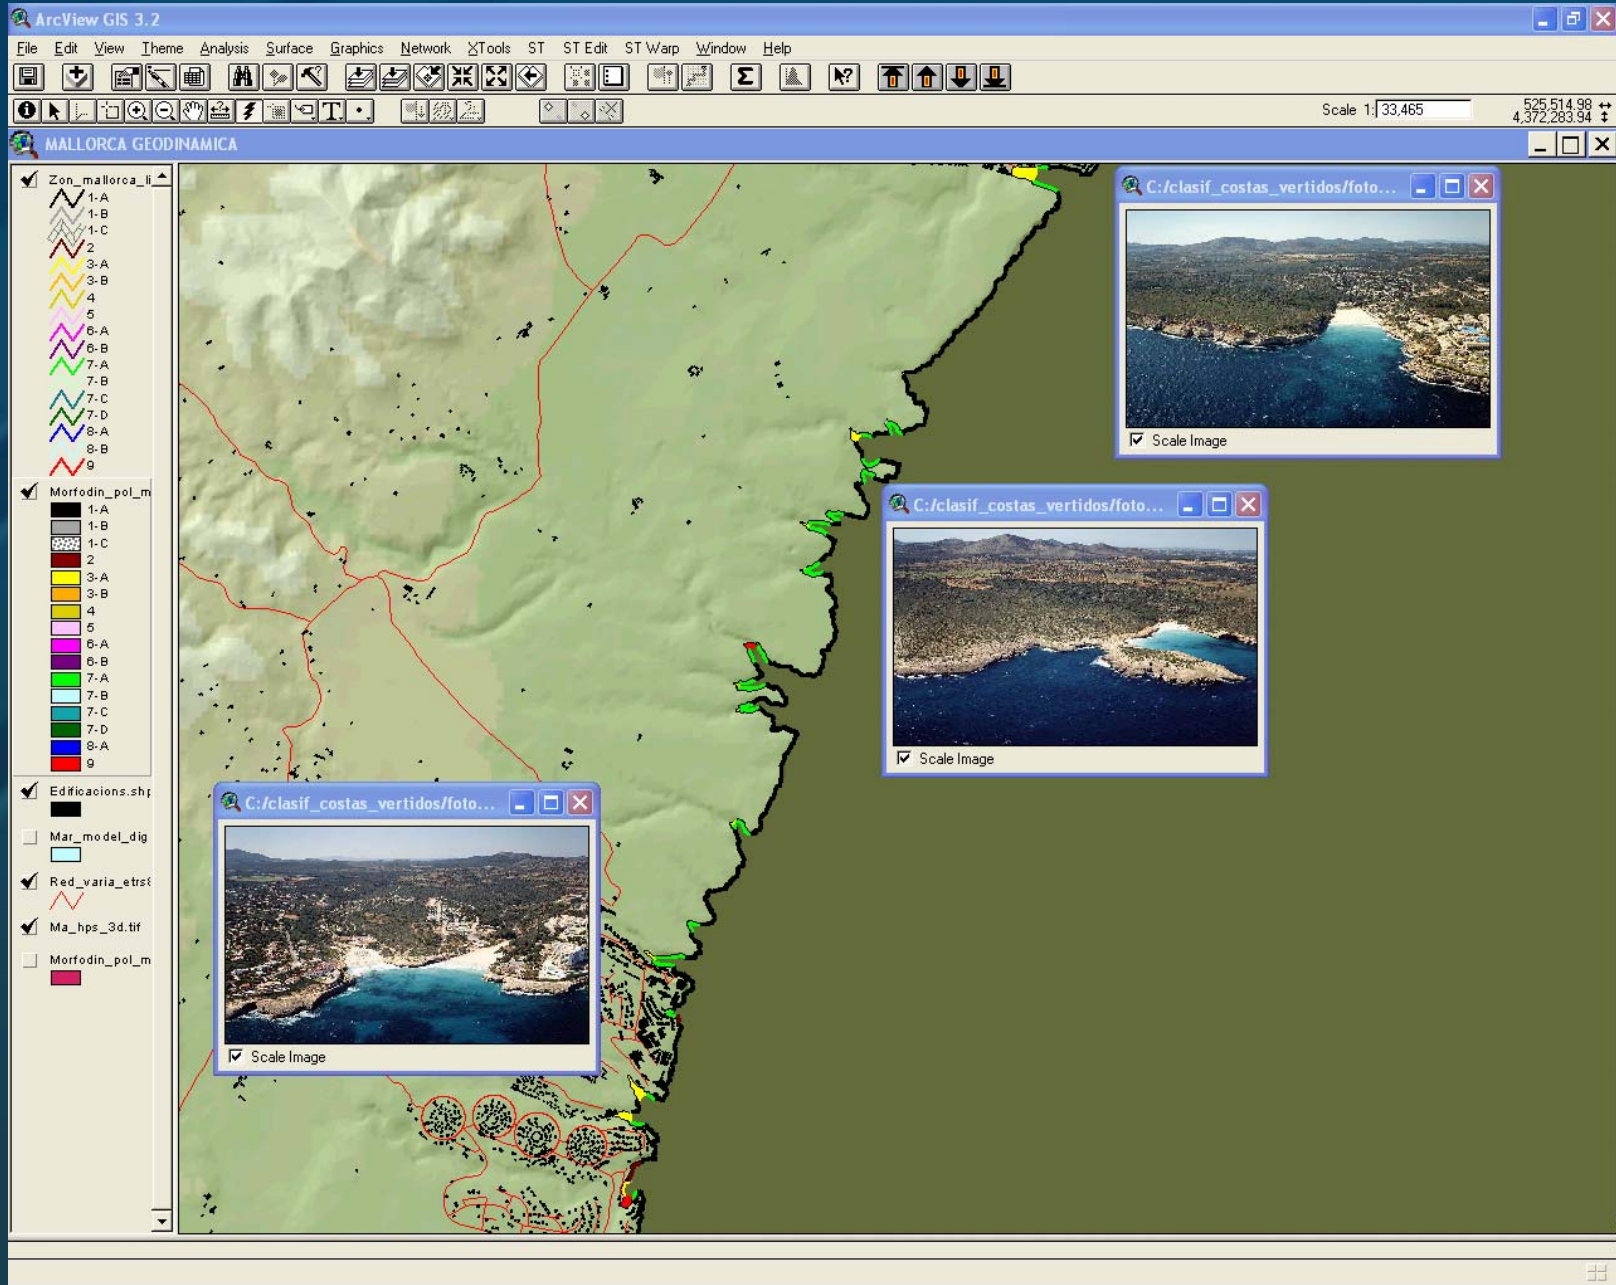 ArcView GIS 3.2
File Edit View Theme Analysis Surface Graphics Network XTools ST ST Edit ST Warp Window Help
Scale 1: 33,465
525,514.98
4,372,283.94
MALLORCA GEODINAMICA
Zon_mallorca_li
1-A
1-B
1-C
2
3-A
3-B
4
5
6-A
6-B
7-A
7-B
7-C
7-D
8-A
8-B
9
Morfodin_pol_m
1-A
1-B
1-C
2
3-A
3-B
4
5
6-A
6-B
7-A
7-B
7-C
7-D
8-A
9
Edificacions.shp
Mar_model_dig
Red_varia_etrs8
Ma_hps_3d.tif
Morfodin_pol_m
C:/clasif_costas_vertidos/foto...
Scale Image
C:/clasif_costas_vertidos/foto...
Scale Image
C:/clasif_costas_vertidos/foto...
Scale Image